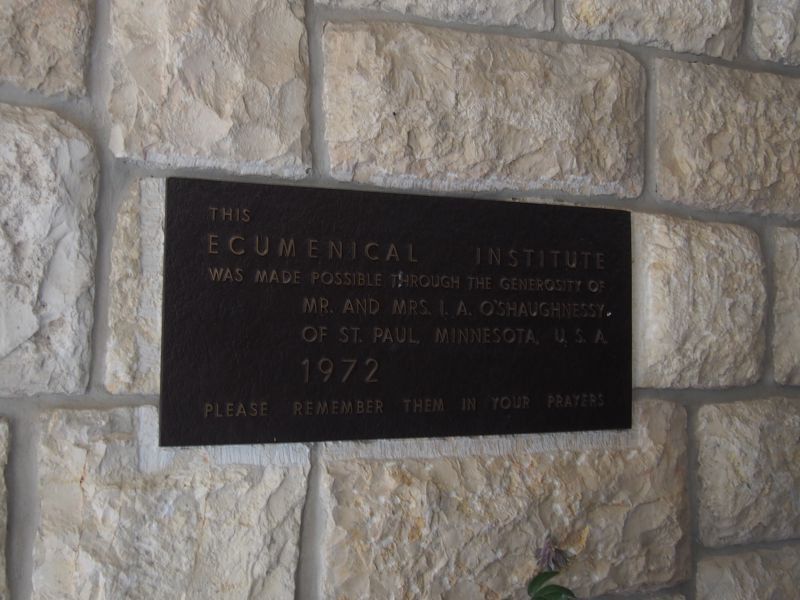 THIS
ECUMENICAL INSTITUTE
WAS MADE POSSIBLE THROUGH THE GENEROSITY OF
MR. AND MRS. I. A. O'SHAUGHNESSY
OF ST. PAUL, MINNESOTA, U. S. A.
1972
PLEASE REMEMBER THEM IN YOUR PRAYERS